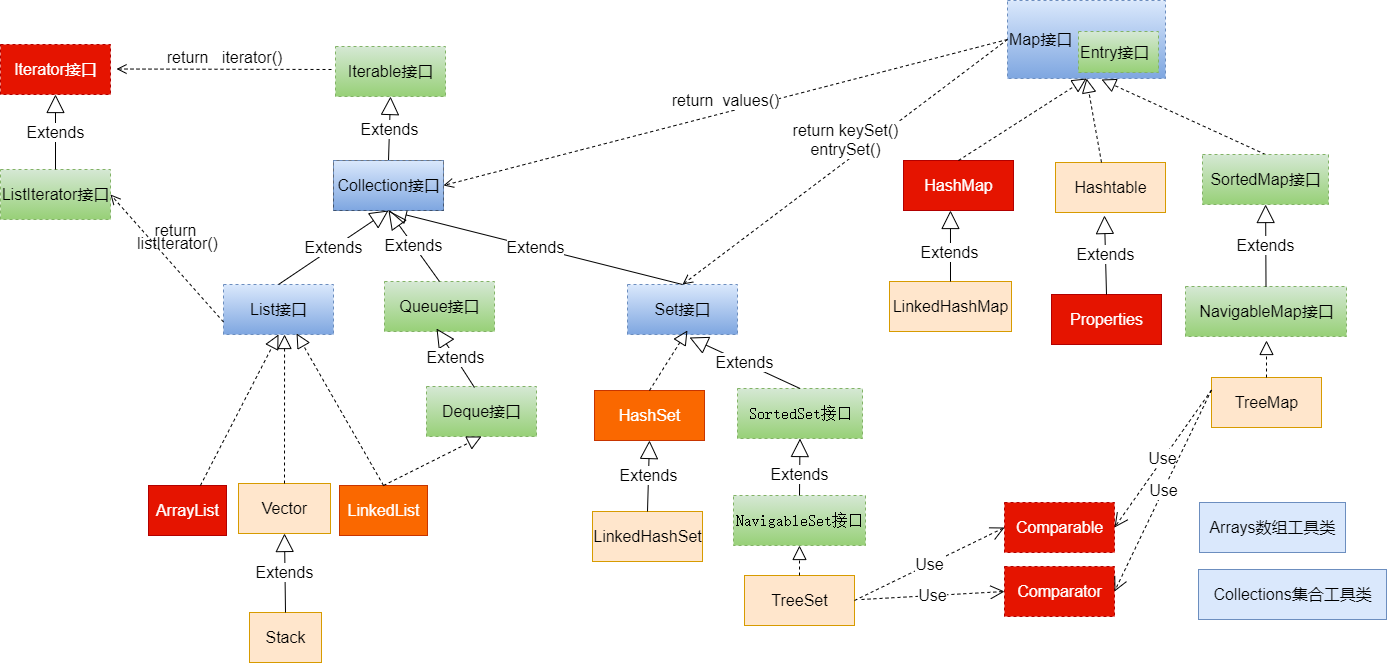 Map接口
Entry接口
Iterator接口
return   iterator()
Iterable接口
return  values()
Extends
Extends
return keySet()
entrySet()
ListIterator接口
Collection接口
HashMap
Hashtable
SortedMap接口
return
listIterator()
Extends
Extends
Extends
Extends
Extends
Extends
List接口
Queue接口
Set接口
LinkedHashMap
Properties
NavigableMap接口
Extends
Extends
Deque接口
HashSet
SortedSet接口
TreeMap
Extends
Extends
Use
Use
ArrayList
Vector
LinkedList
LinkedHashSet
NavigableSet接口
Comparable
Arrays数组工具类
Extends
Use
Use
TreeSet
Comparator
Collections集合工具类
Stack